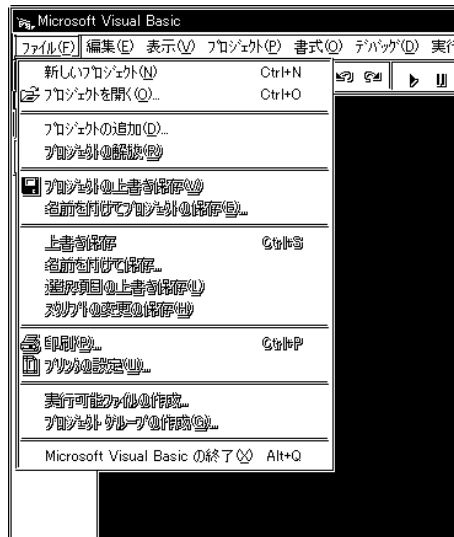 Microsoft Visual Basic
ファイル(F) 編集(E) 表示(V) プロジェクト(P) 書式(O) デバッグ(D) 実行
新しいプロジェクト(N) Ctrl+N
プロジェクトを開く(O)... Ctrl+O
プロジェクトの追加(D)...
プロジェクトの解放(R)
プロジェクトの上書き保存(V)
名前を付けてプロジェクトの保存(E)...
上書き保存 Ctrl+S
名前を付けて保存...
選択項目の上書き保存(L)
スクリプトの変更の保存(H)
印刷(P)... Ctrl+P
プリンタの設定(U)...
実行可能ファイルの作成...
プロジェクト グループの作成(G)...
Microsoft Visual Basic の終了(X) Alt+Q